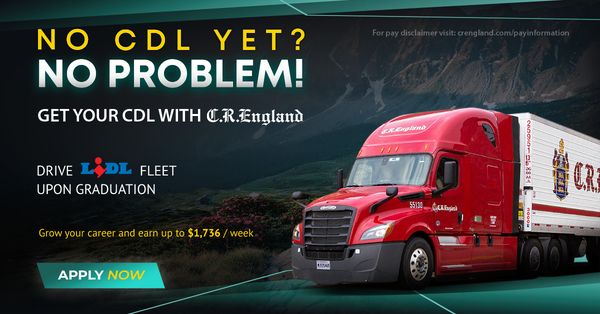 NO CDL YET?
For pay disclaimer visit: crengland.com/payinformation
NO PROBLEM!
GET YOUR CDL WITH C.R.England
DRIVE LIDL FLEET
UPON GRADUATION
Grow your career and earn up to $1,736 / week
APPLY NOW
C.R.England
55130
C.R.England
C.R.